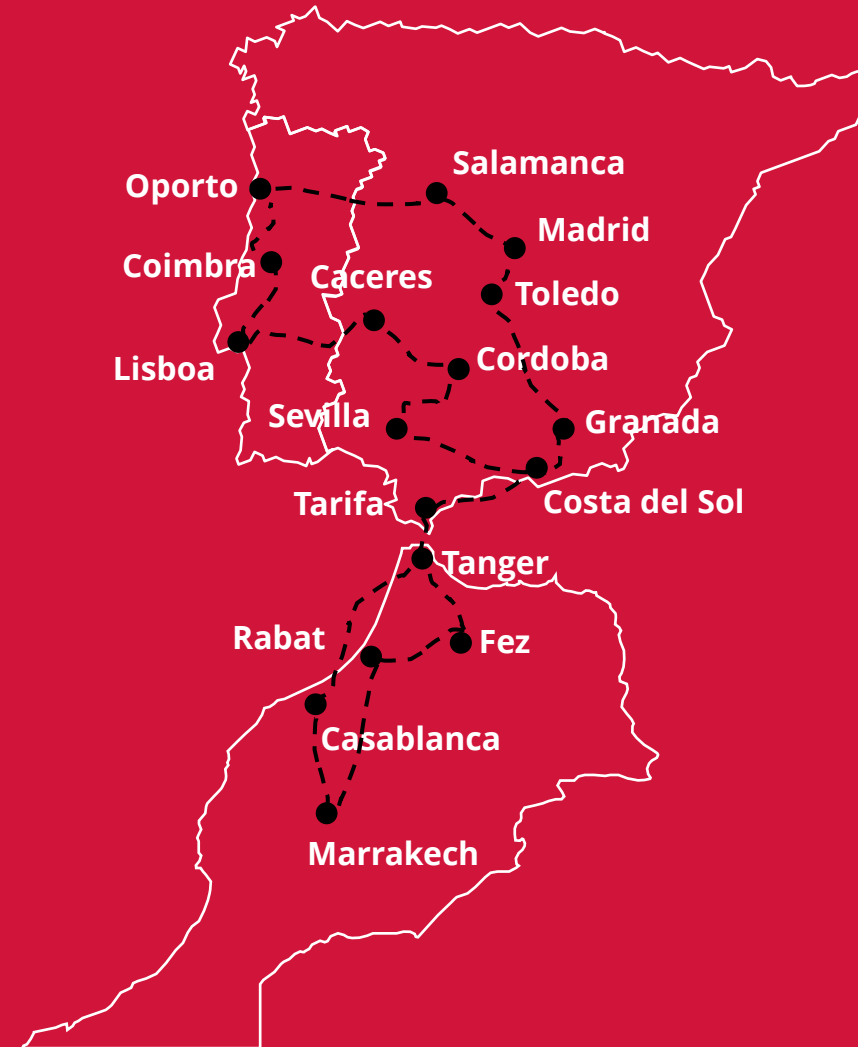 Salamanca
Oporto
Madrid
Coimbra
Caceres
Toledo
Lisboa
Cordoba
Sevilla
Granada
Tarifa
Costa del Sol
Tanger
Rabat
Fez
Casablanca
Marrakech